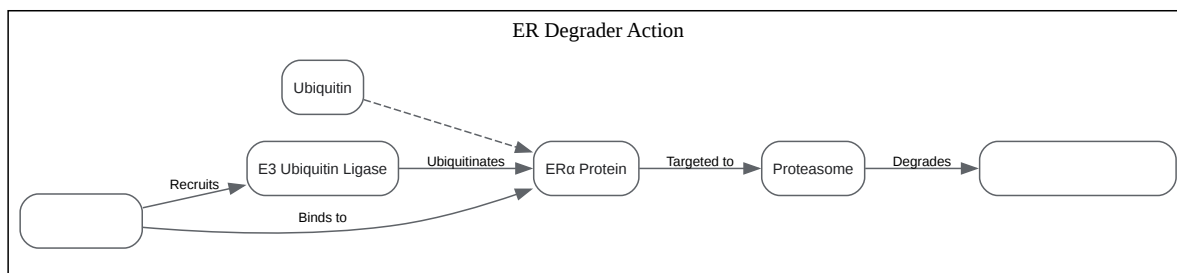 ER Degrader Action
Ubiquitin
E3 Ubiquitin Ligase
Ubiquitinates
ERα Protein
Targeted to
Proteasome
Degrades
Recruits
Binds to